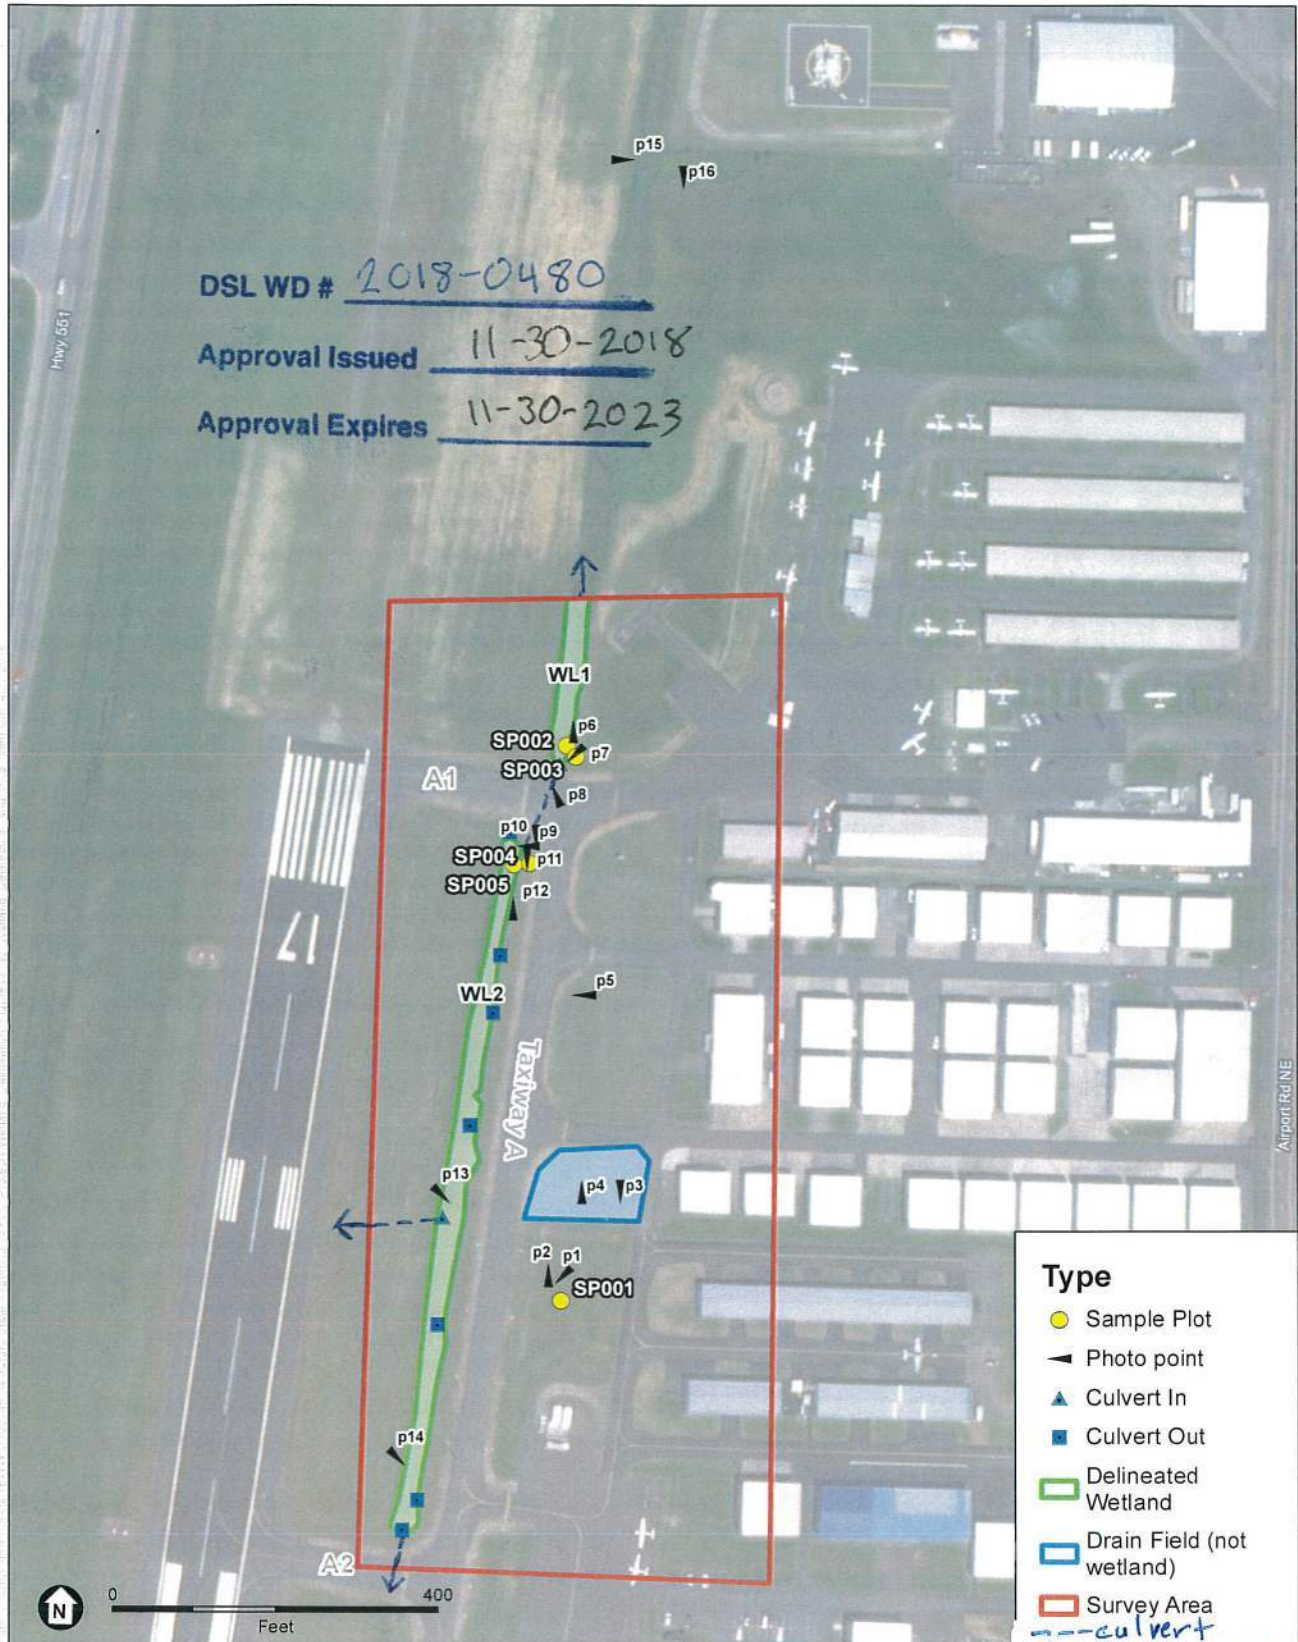 p15
p16
DSL WD # 2018-0480
Hwy 551
Approval Issued 11-30-2018
Approval Expires 11-30-2023
WL1
p6
SP002
p7
SP003
A1
p8
p10
p9
SP004
p11
SP005
p12
17
p5
WL2
Taxiway A
Airport Rd NE
p13
p4
p3
p2
p1
SP001
p14
A2
N
0
400
Feet
Type
Sample Plot
Photo point
Culvert In
Culvert Out
Delineated
Wetland
Drain Field (not
wetland)
Survey Area
---culvert